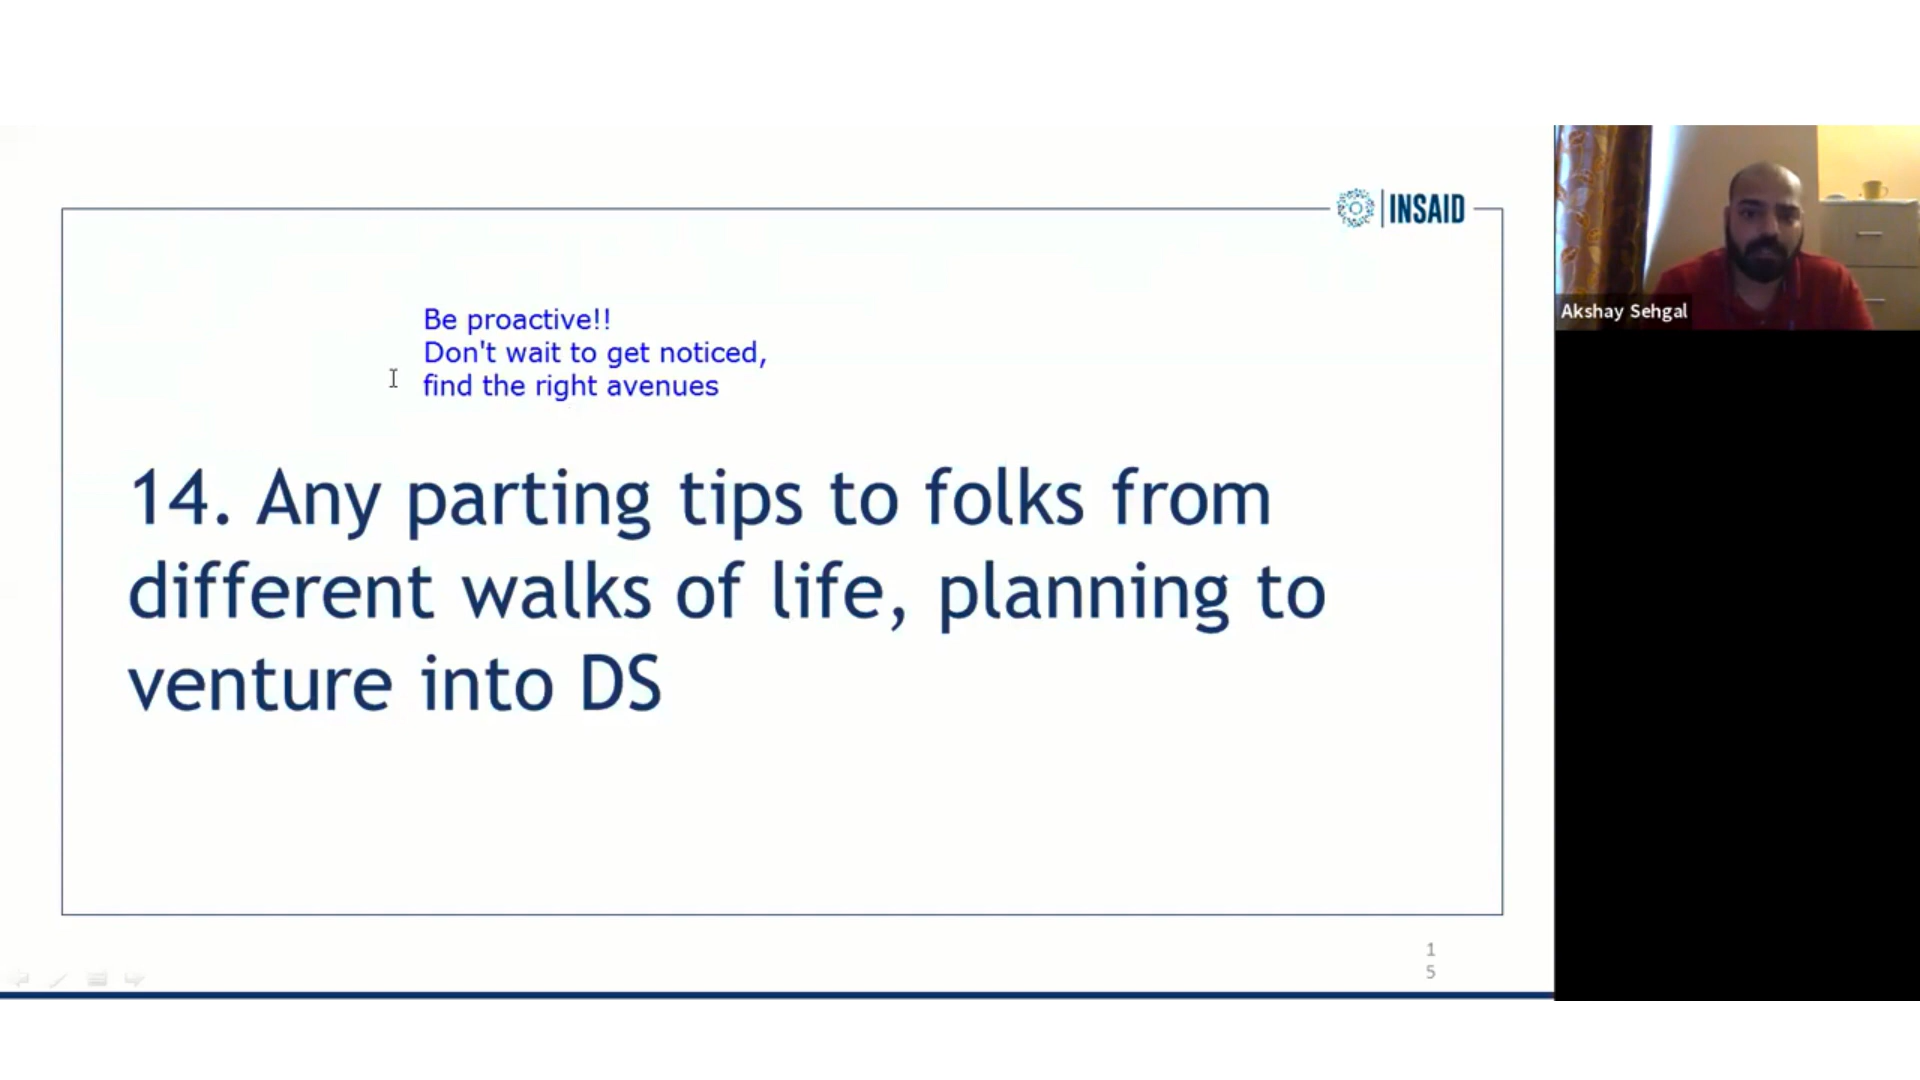 INSAID
Be proactive!!
Don't wait to get noticed,
find the right avenues
14. Any parting tips to folks from
different walks of life, planning to
venture into DS
1
5
Akshay Sehgal